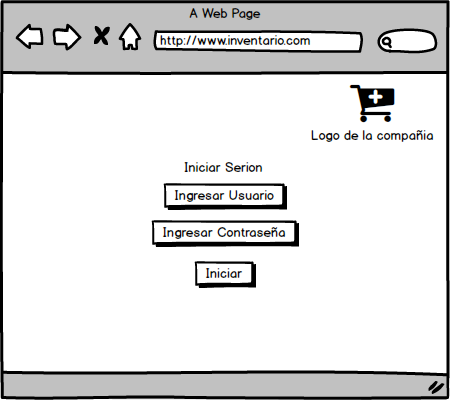 A Web Page
http://www.inventario.com
Logo de la compañia
Iniciar Serion
Ingresar Usuario
Ingresar Contraseña
Iniciar